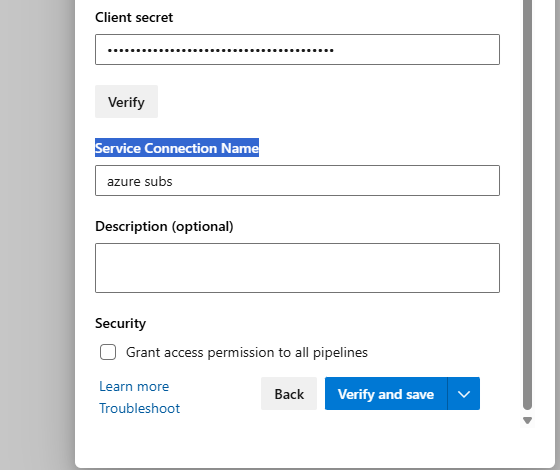 Client secret
••••••••••••••••••••••••••••••••••••••••
Verify
Service Connection Name
azure subs
Description (optional)
Security
Grant access permission to all pipelines
Learn more
Troubleshoot
Back
Verify and save